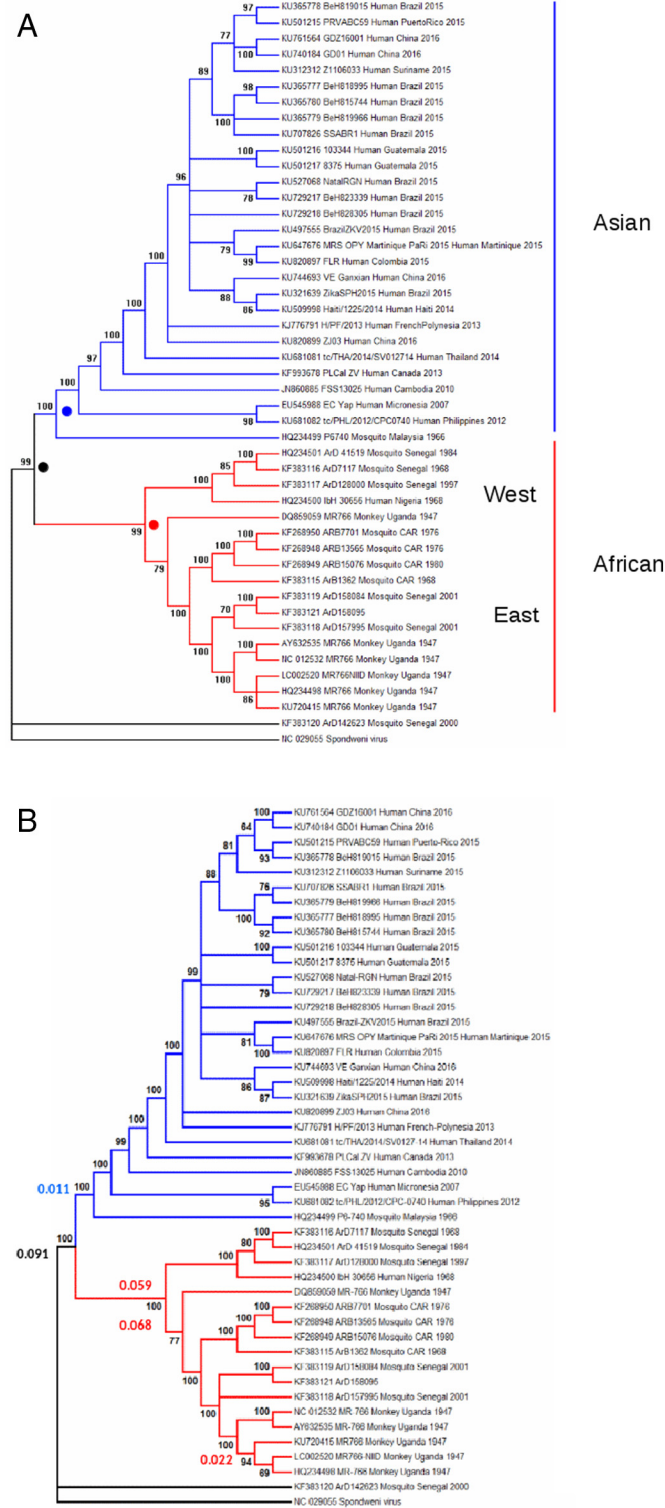 A
97
KU365778 BeH819015 Human Brazil 2015
KU501215 PRVABC59 Human PuertoRico 2015
77
KU761564 GDZ16001 Human China 2016
100
KU740184 GD01 Human China 2016
89
KU312312 Z1106033 Human Suriname 2015
98
KU365777 BeH818995 Human Brazil 2015
KU365780 BeH815744 Human Brazil 2015
KU365779 BeH819966 Human Brazil 2015
100
KU707826 SSABR1 Human Brazil 2015
100
KU501216 103344 Human Guatemala 2015
KU501217 8375 Human Guatemala 2015
96
KU527068 NatalRGN Human Brazil 2015
78
KU729217 BeH823339 Human Brazil 2015
KU729218 BeH828305 Human Brazil 2015
Asian
KU497555 BrazilZKV2015 Human Brazil 2015
79
KU647676 MRS OPY Martinique PaRi 2015 Human Martinique 2015
99
KU820897 FLR Human Colombia 2015
100
KU744693 VE Ganxian Human China 2016
88
KU321639 ZikaSPH2015 Human Brazil 2015
86
KU509998 Haiti/1225/2014 Human Haiti 2014
100
KJ776791 H/PF/2013 Human FrenchPolynesia 2013
100
KU820899 ZJ03 Human China 2016
KU681081 tc/THA/2014/SV012714 Human Thailand 2014
97
KF993678 PLCal ZV Human Canada 2013
100
JN860885 FSS13025 Human Cambodia 2010
100
EU545988 EC Yap Human Micronesia 2007
98
KU681082 tc/PHL/2012/CPC0740 Human Philippines 2012
HQ234499 P6740 Mosquito Malaysia 1966
99
100
HQ234501 ArD 41519 Mosquito Senegal 1984
85
KF383116 ArD7117 Mosquito Senegal 1968
100
KF383117 ArD128000 Mosquito Senegal 1997
West
HQ234500 IbH 30656 Human Nigeria 1968
99
DQ859059 MR766 Monkey Uganda 1947
100
KF268950 ARB7701 Mosquito CAR 1976
100
KF268948 ARB13565 Mosquito CAR 1976
79
KF268949 ARB15076 Mosquito CAR 1980
African
100
KF383115 ArB1362 Mosquito CAR 1968
100
KF383119 ArD158084 Mosquito Senegal 2001
70
KF383121 ArD158095
East
100
KF383118 ArD157995 Mosquito Senegal 2001
100
AY632535 MR766 Monkey Uganda 1947
NC 012532 MR766 Monkey Uganda 1947
100
LC002520 MR766NIID Monkey Uganda 1947
HQ234498 MR766 Monkey Uganda 1947
86
KU720415 MR766 Monkey Uganda 1947
KF383120 ArD142623 Mosquito Senegal 2000
NC 029055 Spondweni virus
B
100
KU761564 GDZ16001 Human China 2016
64
KU740184 GD01 Human China 2016
81
KU501215 PRVABC59 Human Puerto-Rico 2015
93
KU365778 BeH819015 Human Brazil 2015
88
KU312312 Z1106033 Human Suriname 2015
76
KU707826 SSABR1 Human Brazil 2015
KU365779 BeH819966 Human Brazil 2015
100
KU365777 BeH818995 Human Brazil 2015
92
KU365780 BeH815744 Human Brazil 2015
100
KU501216 103344 Human Guatemala 2015
KU501217 8375 Human Guatemala 2015
99
KU527068 Natal-RGN Human Brazil 2015
79
KU729217 BeH823339 Human Brazil 2015
KU729218 BeH828305 Human Brazil 2015
KU497555 Brazil-ZKV2015 Human Brazil 2015
81
KU647676 MRS OPY Martinique PaRi 2015 Human Martinique 2015
100
KU820897 FLR Human Colombia 2015
100
KU744693 VE Ganxian Human China 2016
86
KU509998 Haiti/1225/2014 Human Haiti 2014
87
KU321639 ZikaSPH2015 Human Brazil 2015
100
KU820899 ZJ03 Human China 2016
100
KJ776791 H/PF/2013 Human French-Polynesia 2013
KU681081 tc/THA/2014/SV0127-14 Human Thailand 2014
99
KF993678 PLCal ZV Human Canada 2013
100
JN860885 FSS13025 Human Cambodia 2010
0.011
100
EU545988 EC Yap Human Micronesia 2007
95
KU681082 tc/PHL/2012/CPC-0740 Human Philippines 2012
HQ234499 P6-740 Mosquito Malaysia 1966
100
KF383116 ArD7117 Mosquito Senegal 1968
0.091
100
80
HQ234501 ArD 41519 Mosquito Senegal 1984
100
KF383117 ArD128000 Mosquito Senegal 1997
HQ234500 IbH 30656 Human Nigeria 1968
0.059
100
DQ859059 MR-766 Monkey Uganda 1947
0.068
100
KF268950 ARB7701 Mosquito CAR 1976
100
KF268948 ARB13565 Mosquito CAR 1976
77
KF268949 ARB15076 Mosquito CAR 1980
100
KF383115 ArB1362 Mosquito CAR 1968
100
KF383119 ArD158084 Mosquito Senegal 2001
KF383121 ArD158095
100
KF383118 ArD157995 Mosquito Senegal 2001
100
NC 012532 MR-766 Monkey Uganda 1947
AY632535 MR-766 Monkey Uganda 1947
100
KU720415 MR766 Monkey Uganda 1947
0.022
94
LC002520 MR766-NIID Monkey Uganda 1947
69
HQ234498 MR-766 Monkey Uganda 1947
KF383120 ArD142623 Mosquito Senegal 2000
NC 029055 Spondweni virus